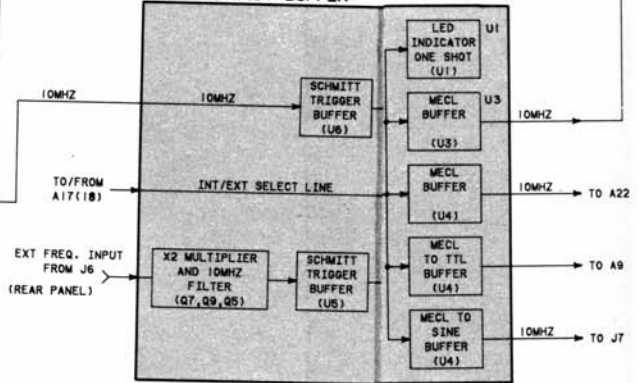 BUFFER
LED
INDICATOR
ONE SHOT
(U1)
U1
10MHZ
10MHZ
SCHMITT
TRIGGER
BUFFER
(U6)
MECL
BUFFER
(U3)
U3
10MHZ
TO/FROM
A17(18)
INT/EXT SELECT LINE
MECL
BUFFER
(U4)
10MHZ
TO A22
EXT FREQ. INPUT
FROM J6
(REAR PANEL)
X2 MULTIPLIER
AND 10MHZ
FILTER
(Q7,Q9,Q5)
SCHMITT
TRIGGER
BUFFER
(U5)
MECL
TO TTL
BUFFER
(U4)
TO A9
MECL TO
SINE
BUFFER
(U4)
10MHZ
TO J7